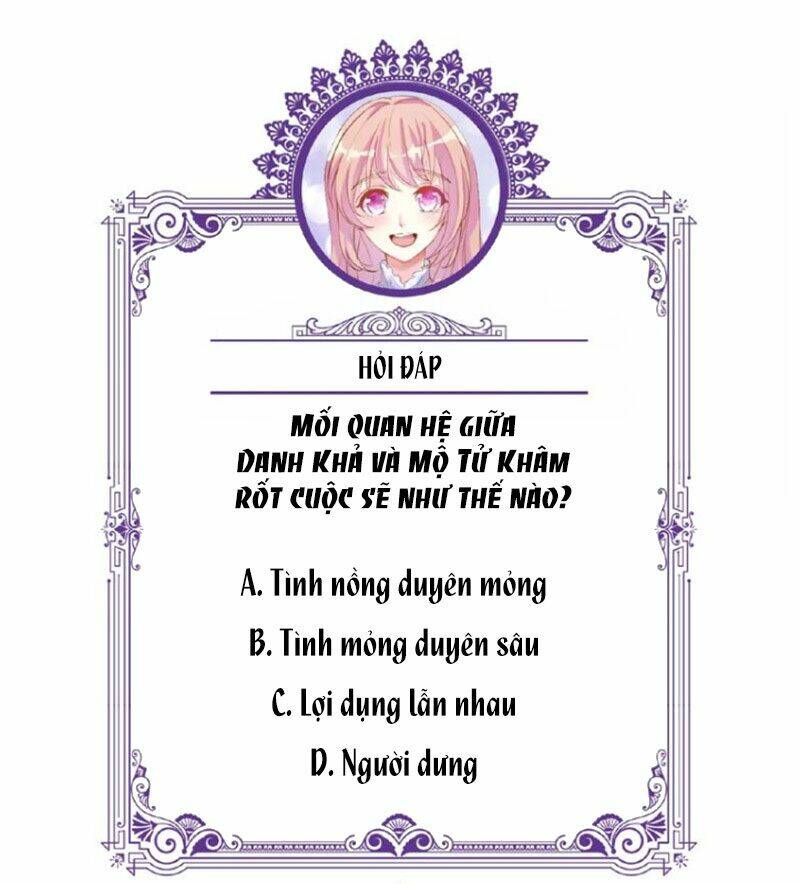 HỎI ĐÁP
MỐI QUAN HỆ GIỮA
DANH KHẢ VÀ MỘ TỬ KHÂM
RỐT CUỘC SẼ NHƯ THẾ NÀO?
A. Tình nồng duyên mỏng
B. Tình mỏng duyên sâu
C. Lợi dụng lẫn nhau
D. Người dưng